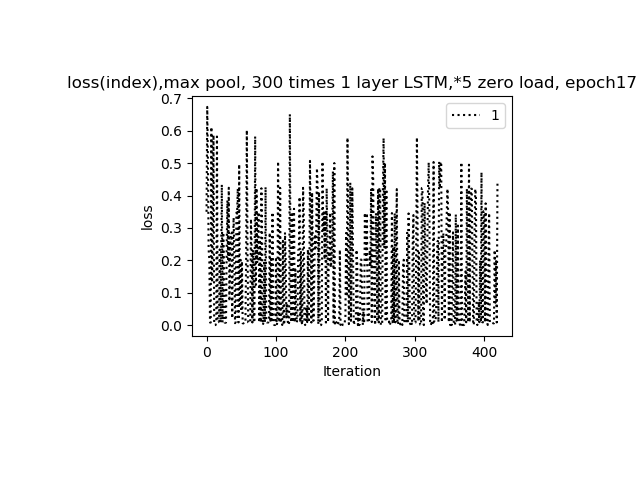 loss(index),max pool, 300 times 1 layer LSTM,*5 zero load, epoch17
0.7
0.6
0.5
0.4
0.3
0.2
0.1
0.0
loss
1
0 100 200 300 400
Iteration